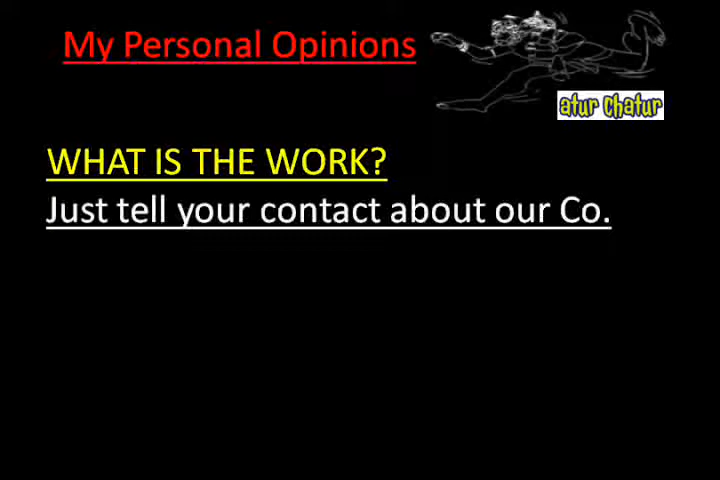 My Personal Opinions
atur Chatur
WHAT IS THE WORK?
Just tell your contact about our Co.